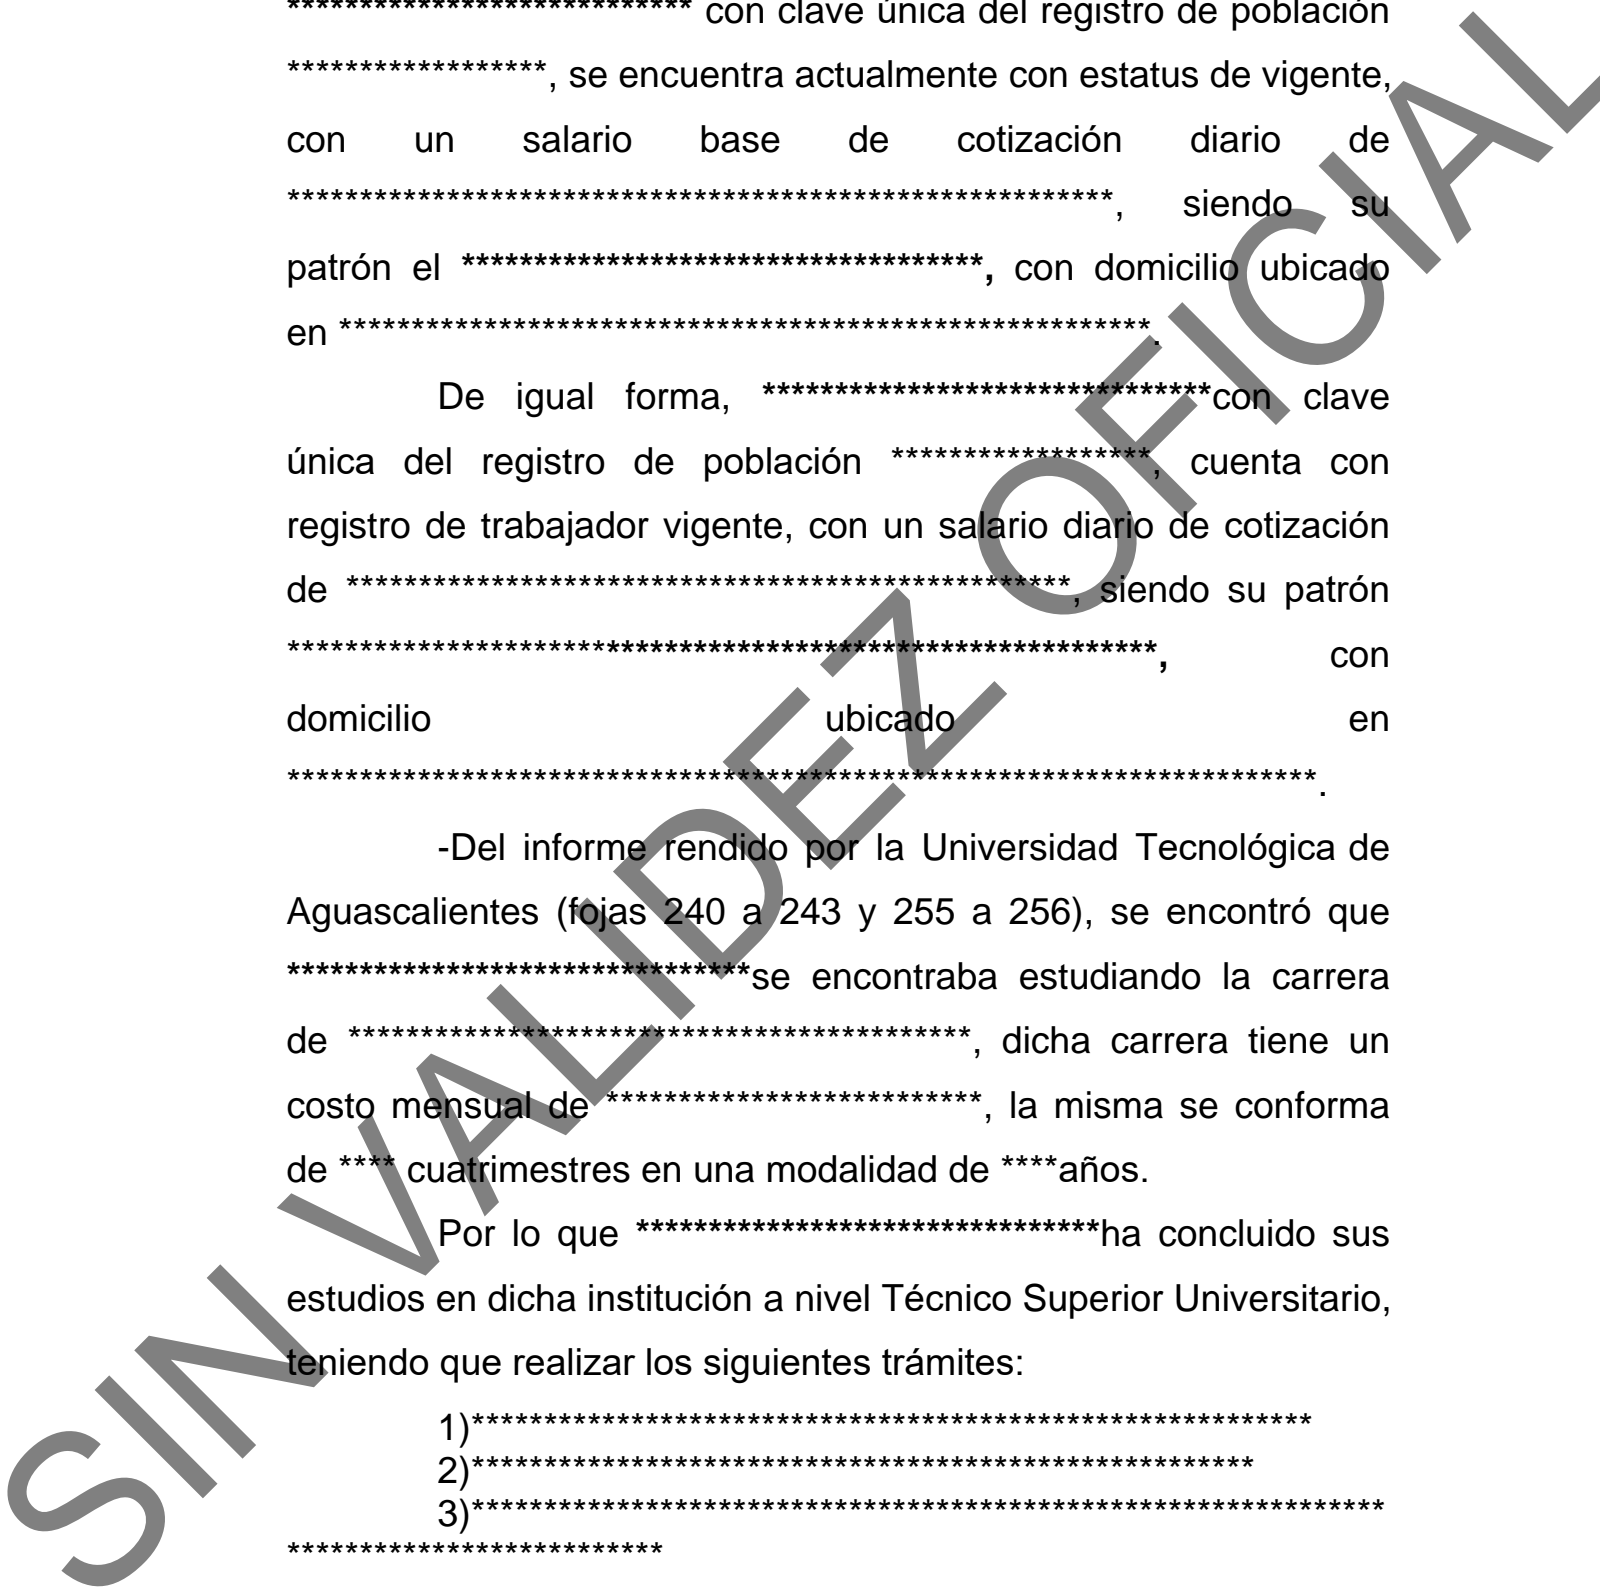 **************************** con clave única del registro de población
******************, se encuentra actualmente con estatus de vigente,
con un salario base de cotización diario de
*********************************************************, siendo su
patrón el ************************************, con domicilio ubicado
en ********************************************************.
De igual forma, *******************************con clave
única del registro de población ******************, cuenta con
registro de trabajador vigente, con un salario diario de cotización
de **************************************************, siendo su patrón
************************************************************, con
domicilio ubicado en
***********************************************************************.
-Del informe rendido por la Universidad Tecnológica de
Aguascalientes (fojas 240 a 243 y 255 a 256), se encontró que
********************************se encontraba estudiando la carrera
de *******************************************, dicha carrera tiene un
costo mensual de **************************, la misma se conforma
de **** cuatrimestres en una modalidad de ****años.
Por lo que ********************************ha concluido sus
estudios en dicha institución a nivel Técnico Superior Universitario,
teniendo que realizar los siguientes trámites:
1)**********************************************************
2)******************************************************
3)***************************************************************
**************************
SIN VALIDEZ OFICIAL